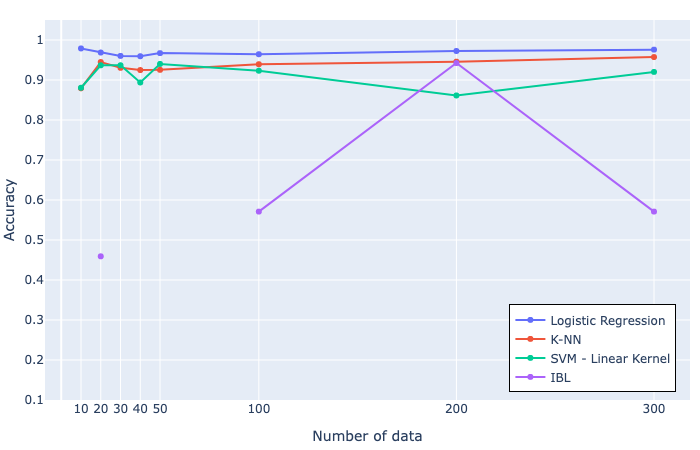 1
0.9
0.8
0.7
0.6
0.5
0.4
0.3
0.2
0.1
Accuracy
10 20 30 40 50 100 200 300
Number of data
Logistic Regression
K-NN
SVM - Linear Kernel
IBL